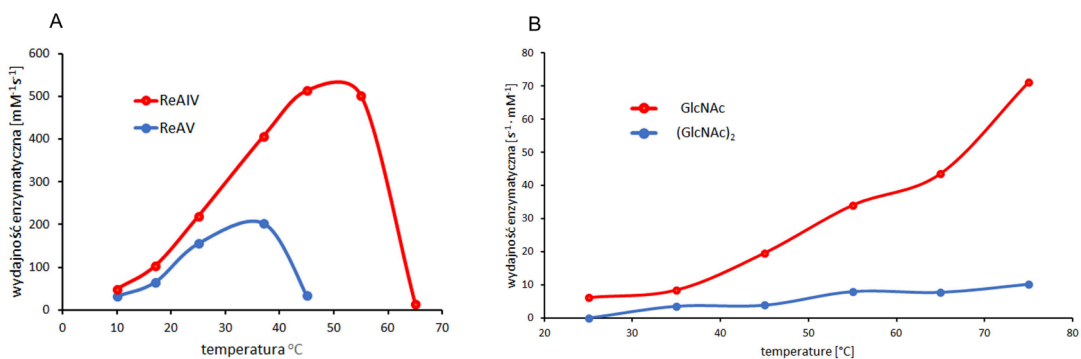 A
wydajność enzymatyczna [mM⁻¹s⁻¹]
600
500
400
300
200
100
0
ReAIV
ReAV
0 10 20 30 40 50 60 70
temperatura °C
B
wydajność enzymatyczna [s⁻¹· mM⁻¹]
80
70
60
50
40
30
20
10
0
GlcNAc
(GlcNAc)₂
20 30 40 50 60 70 80
temperature [°C]